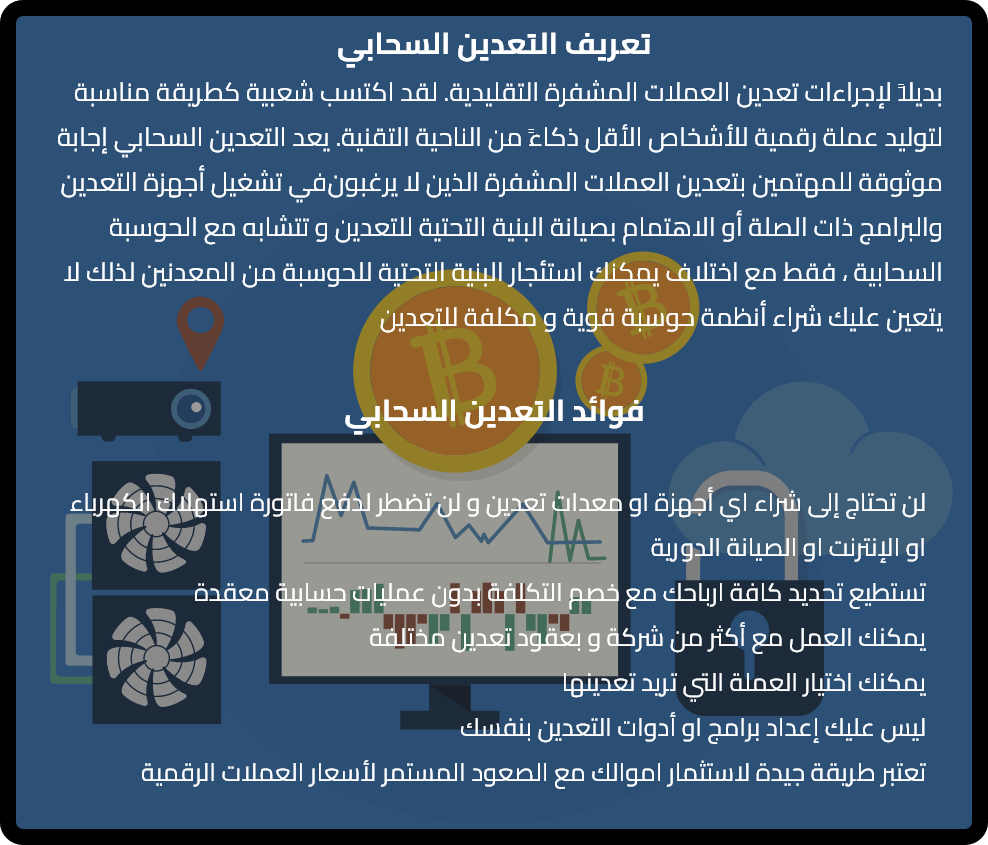 تعريف التعدين السحابي
بديلاً لإجراءات تعدين العملات المشفرة التقليدية. لقد اكتسب شعبية كطريقة مناسبة
لتوليد عملة رقمية للأشخاص الأقل ذكاءً من الناحية التقنية. يعد التعدين السحابي إجابة
موثوقة للمهتمين بتعدين العملات المشفرة الذين لا يرغبون في تشغيل أجهزة التعدين
والبرامج ذات الصلة أو الاهتمام بصيانة البنية التحتية للتعدين و تتشابه مع الحوسبة
السحابية ، فقط مع اختلاف يمكنك استئجار البنية التحتية للحوسبة من المعدنين لذلك لا
يتعين عليك شراء أنظمة حوسبة قوية و مكلفة للتعدين
فوائد التعدين السحابي
لن تحتاج إلى شراء اي أجهزة او معدات تعدين و لن تضطر لدفع فاتورة استهلاك الكهرباء
او الإنترنت او الصيانة الدورية
تستطيع تحديد كافة ارباحك مع خصم التكلفة بدون عمليات حسابية معقدة
يمكنك العمل مع أكثر من شركة و بعقود تعدين مختلفة
يمكنك اختيار العملة التي تريد تعدينها
ليس عليك إعداد برامج او أدوات التعدين بنفسك
تعتبر طريقة جيدة لاستثمار اموالك مع الصعود المستمر لأسعار العملات الرقمية